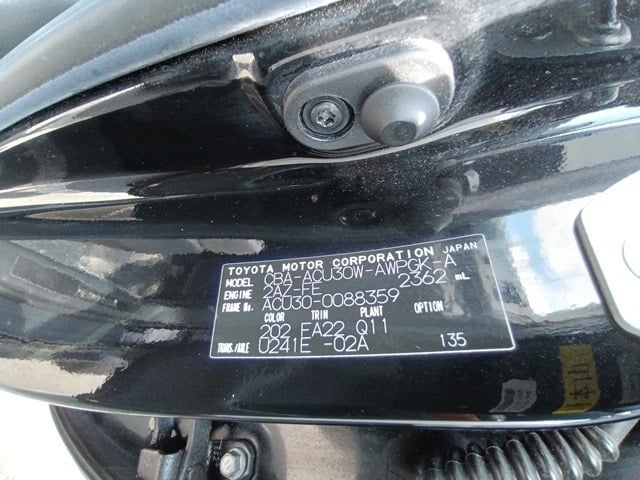 TOYOTA MOTOR CORPORATION JAPAN
MODEL CBA-ACU30W-AWPGK-A
ENGINE 2AZ-FE 2362 mL
FRAME No. ACU30-0088359
COLOR TRIM PLANT OPTION
202 FA22 Q11
TRANS./AXLE U241E -02A 135